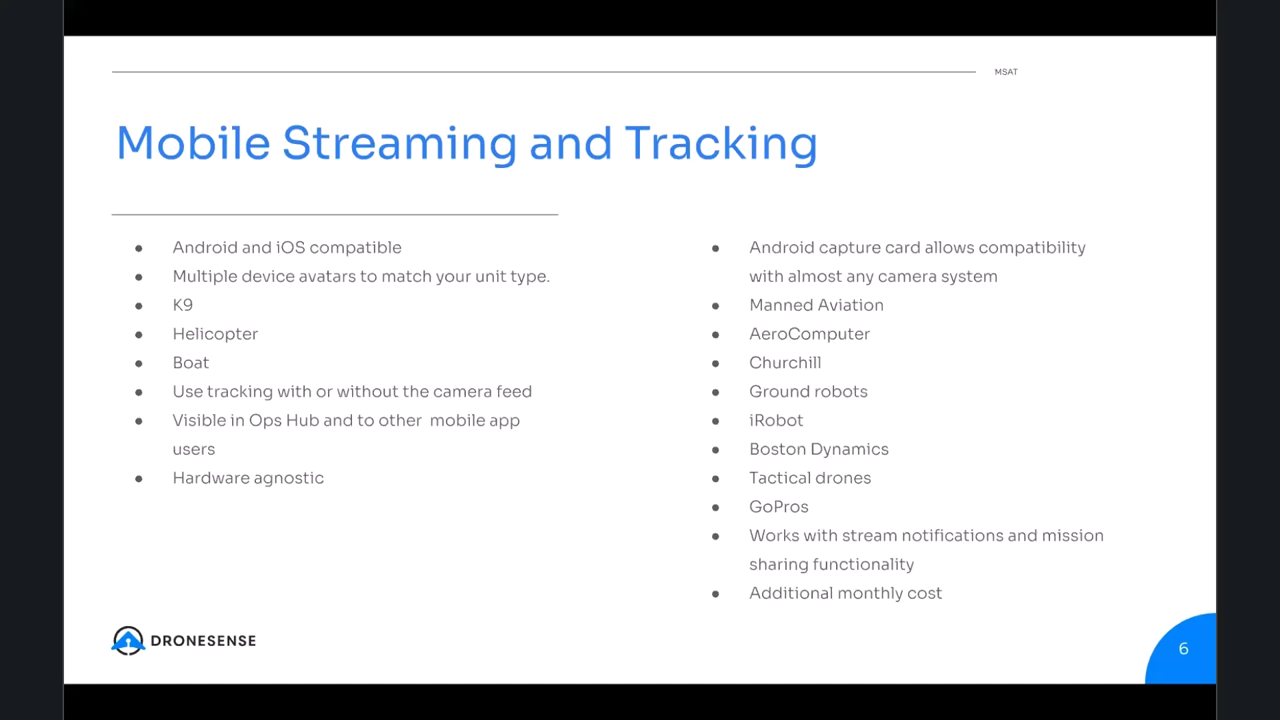 MSAT
Mobile Streaming and Tracking
● Android and iOS compatible
● Multiple device avatars to match your unit type.
● K9
● Helicopter
● Boat
● Use tracking with or without the camera feed
● Visible in Ops Hub and to other  mobile app
users
● Hardware agnostic
● Android capture card allows compatibility
with almost any camera system
● Manned Aviation
● AeroComputer
● Churchill
● Ground robots
● iRobot
● Boston Dynamics
● Tactical drones
● GoPros
● Works with stream notifications and mission
sharing functionality
● Additional monthly cost
DRONESENSE
6